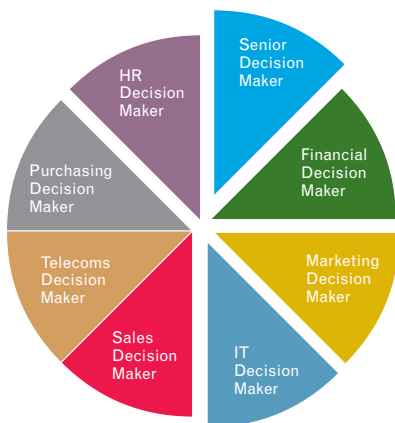 Senior
Decision
Maker
Financial
Decision
Maker
Marketing
Decision
Maker
IT
Decision
Maker
Sales
Decision
Maker
Telecoms
Decision
Maker
Purchasing
Decision
Maker
HR
Decision
Maker